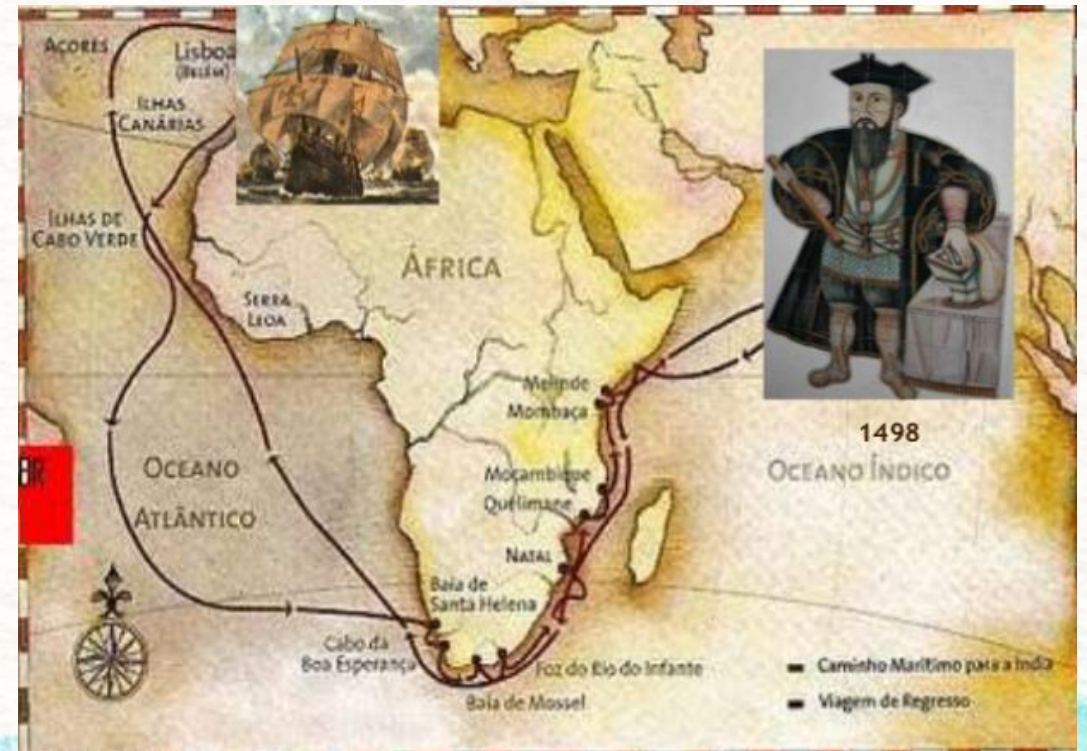 AÇORES
Lisboa
(BELÉM)
ILHAS
CANÁRIAS
ILHAS DE
CABO VERDE
SERRA
LEOA
ÁFRICA
Melinde
Mombaça
1498
OCEANO
ATLÂNTICO
OCEANO ÍNDICO
Moçambique
Quelimane
NATAL
Baía de
Santa Helena
Cabo da
Boa Esperança
Foz do Rio do Infante
Baía de Mossel
Caminho Marítimo para a India
Viagem de Regresso